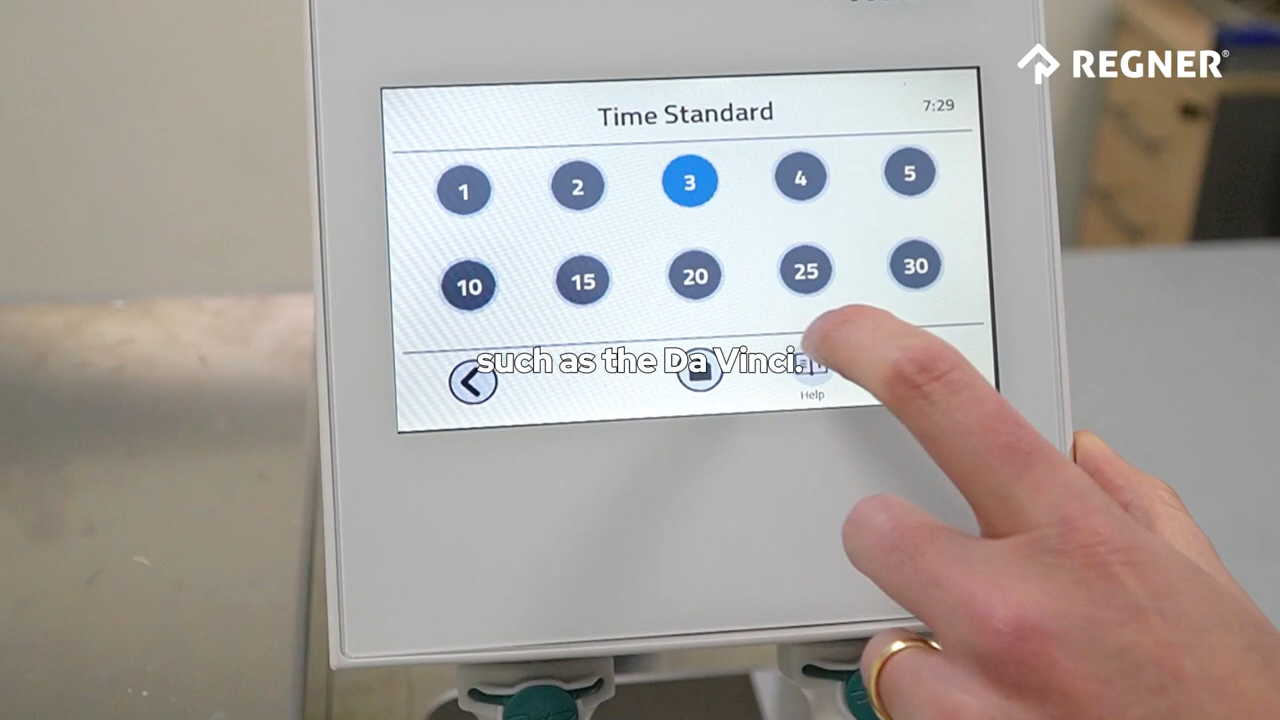 REGNER®
Time Standard
7:29
1 2 3 4 5
10 15 20 25 30
such as the Da Vinci.
Help